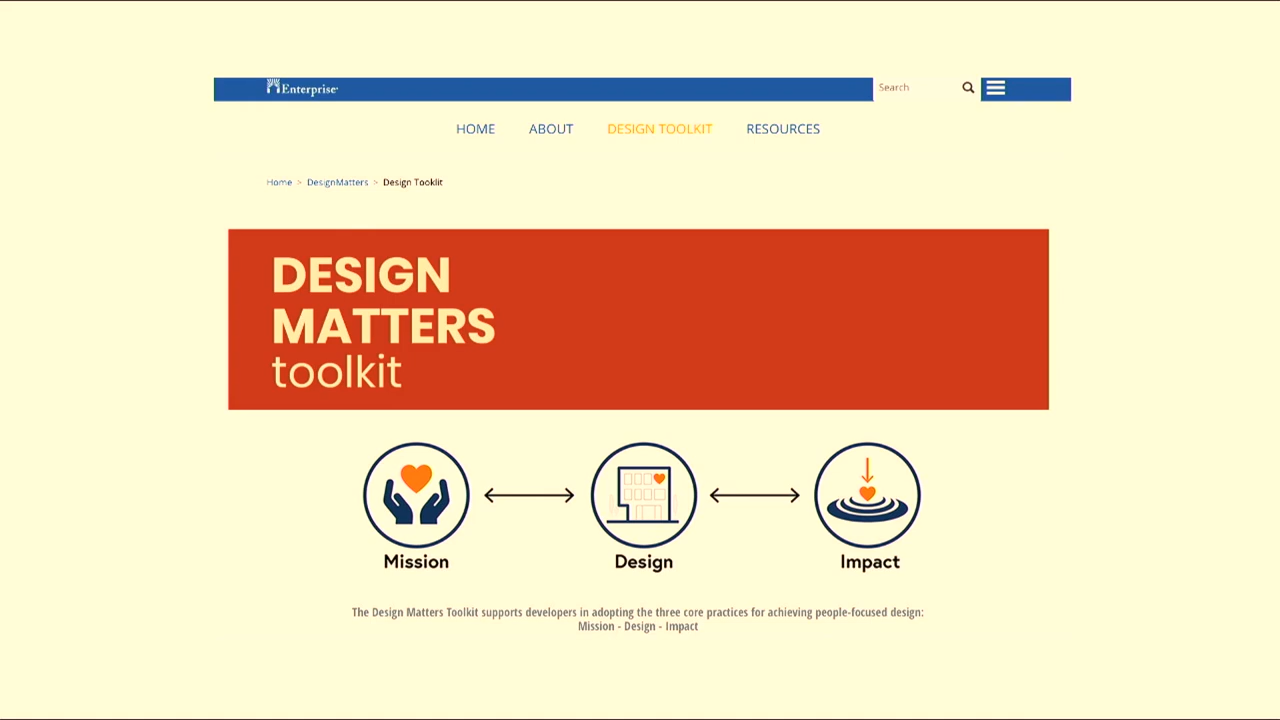 Enterprise
Search
HOME ABOUT DESIGN TOOLKIT RESOURCES
Home > DesignMatters > Design Tooklit
DESIGN
MATTERS
toolkit
Mission Design Impact
The Design Matters Toolkit supports developers in adopting the three core practices for achieving people-focused design:
Mission - Design - Impact